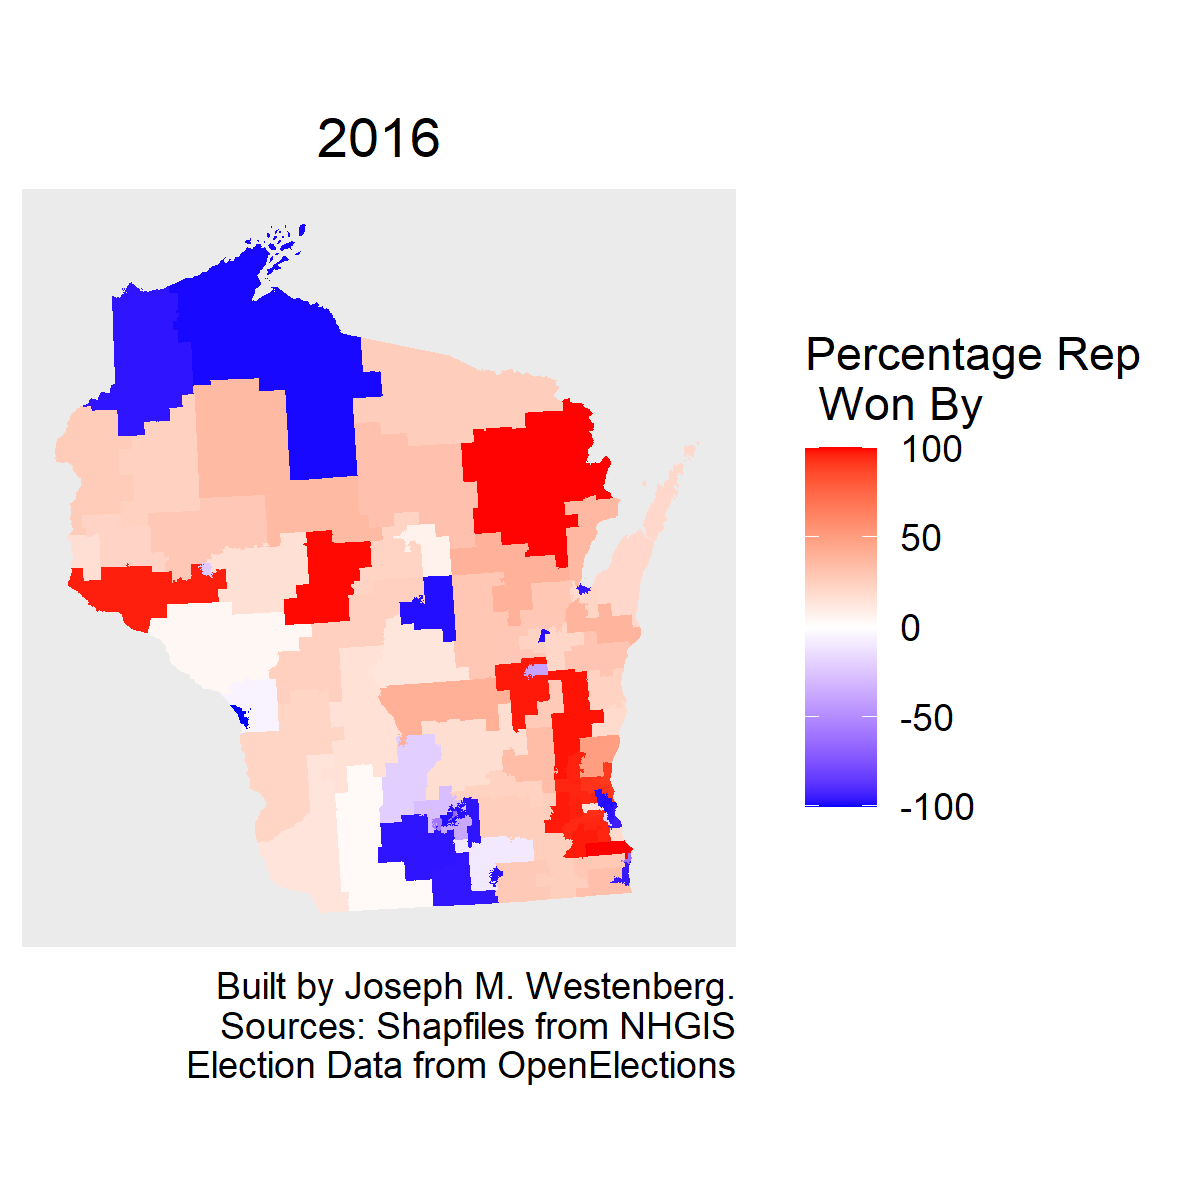 2016
Percentage Rep
Won By
100
50
0
-50
-100
Built by Joseph M. Westenberg.
Sources: Shapfiles from NHGIS
Election Data from OpenElections